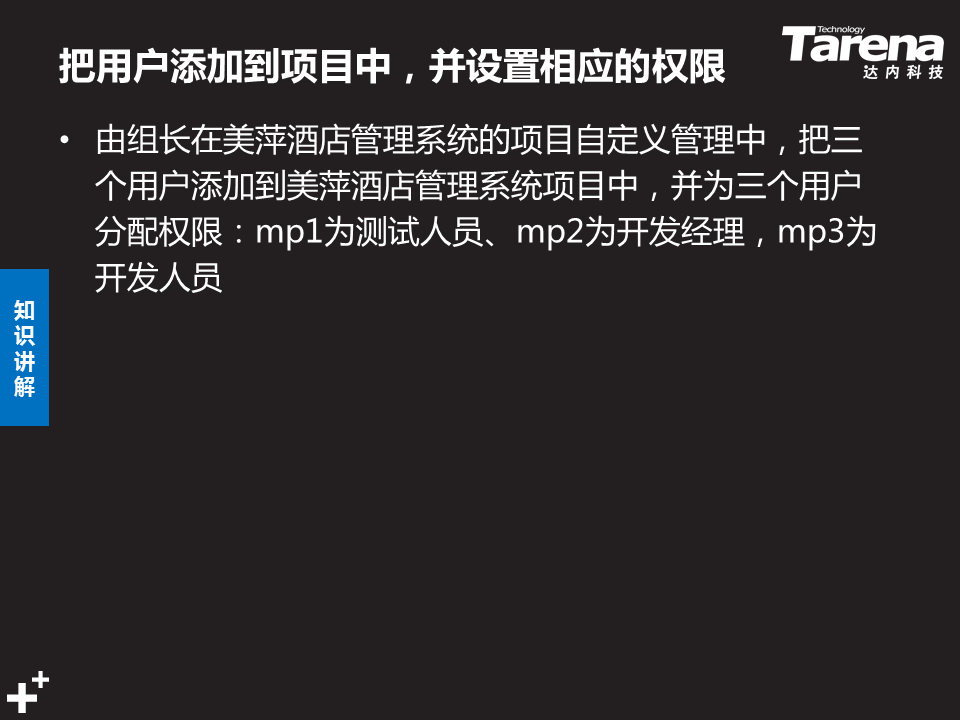 把用户添加到项目中，并设置相应的权限
Technology
Tarena
达内科技
• 由组长在美萍酒店管理系统的项目自定义管理中，把三
个用户添加到美萍酒店管理系统项目中，并为三个用户
分配权限：mp1为测试人员、mp2为开发经理，mp3为
开发人员
知
识
讲
解